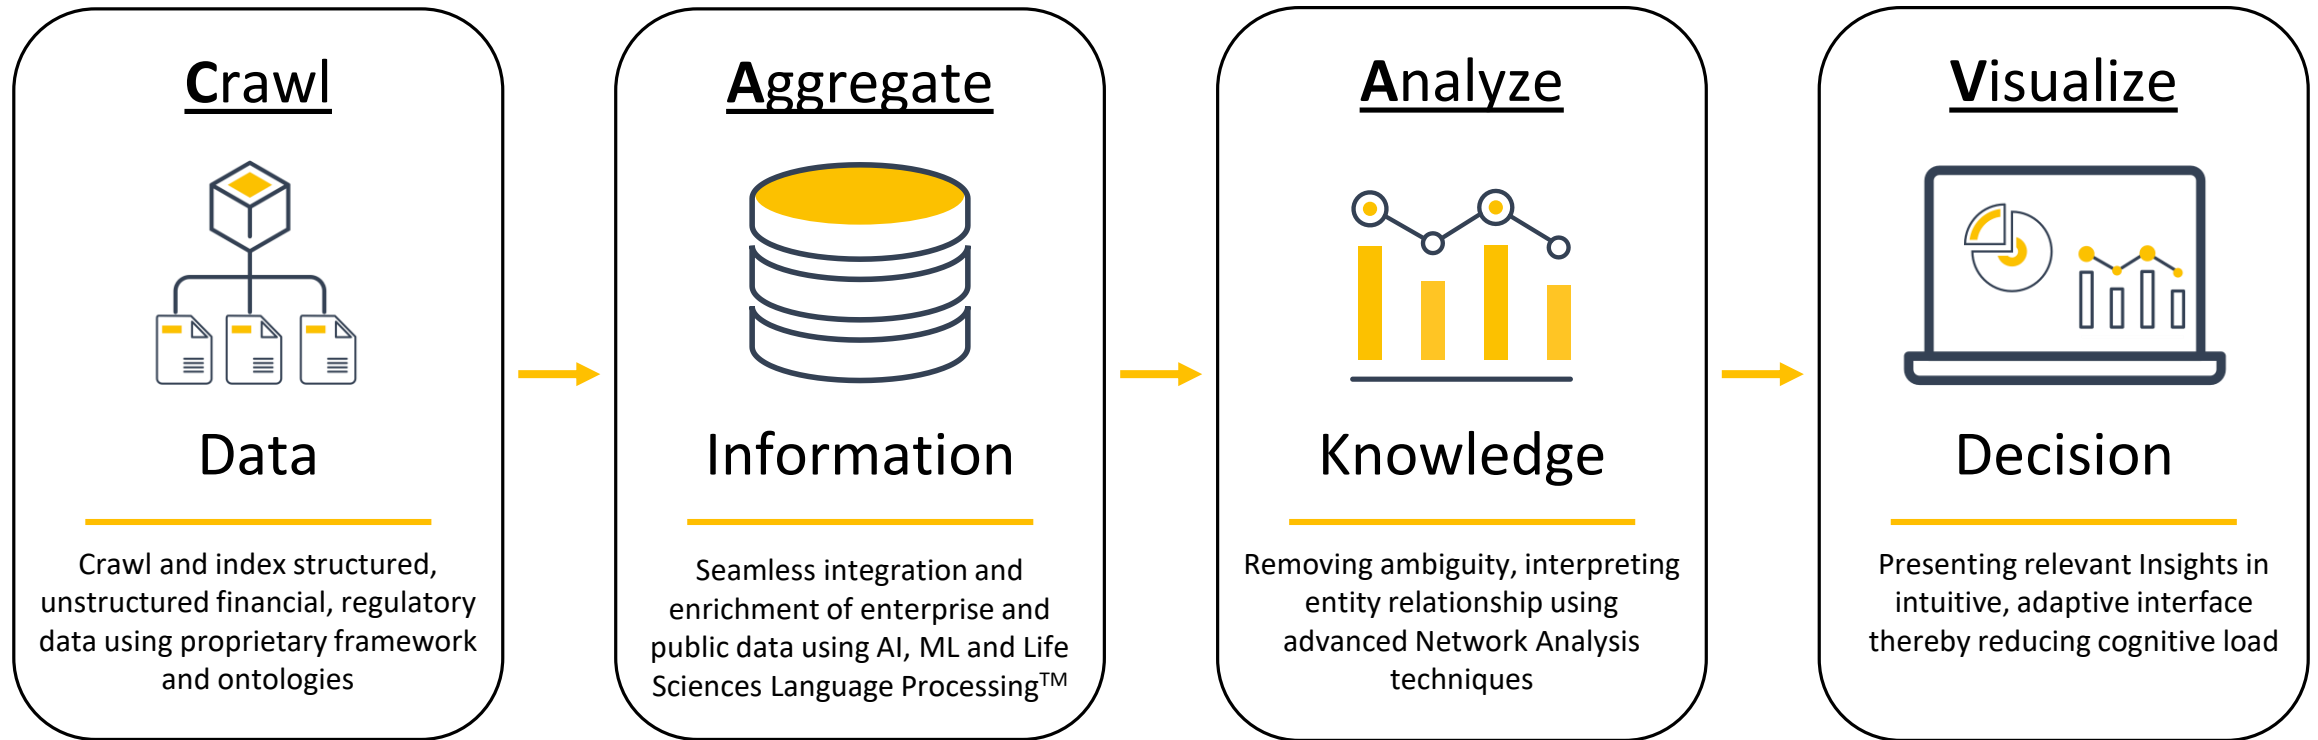 Crawl
Data
Crawl and index structured,
unstructured financial, regulatory
data using proprietary framework
and ontologies
Aggregate
Information
Seamless integration and
enrichment of enterprise and
public data using AI, ML and Life
Sciences Language Processing™
Analyze
Knowledge
Removing ambiguity, interpreting
entity relationship using
advanced Network Analysis
techniques
Visualize
Decision
Presenting relevant Insights in
intuitive, adaptive interface
thereby reducing cognitive load